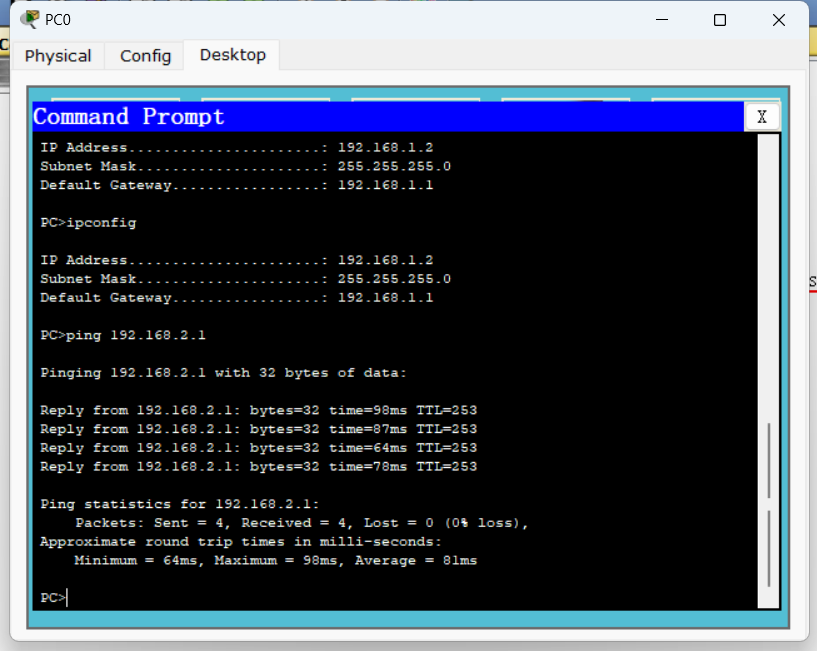 PC0
Physical Config Desktop
Command Prompt X
IP Address......................: 192.168.1.2
Subnet Mask.....................: 255.255.255.0
Default Gateway.................: 192.168.1.1
PC>ipconfig
IP Address......................: 192.168.1.2
Subnet Mask.....................: 255.255.255.0
Default Gateway.................: 192.168.1.1
PC>ping 192.168.2.1
Pinging 192.168.2.1 with 32 bytes of data:
Reply from 192.168.2.1: bytes=32 time=98ms TTL=253
Reply from 192.168.2.1: bytes=32 time=87ms TTL=253
Reply from 192.168.2.1: bytes=32 time=64ms TTL=253
Reply from 192.168.2.1: bytes=32 time=78ms TTL=253
Ping statistics for 192.168.2.1:
Packets: Sent = 4, Received = 4, Lost = 0 (0% loss),
Approximate round trip times in milli-seconds:
Minimum = 64ms, Maximum = 98ms, Average = 81ms
PC>